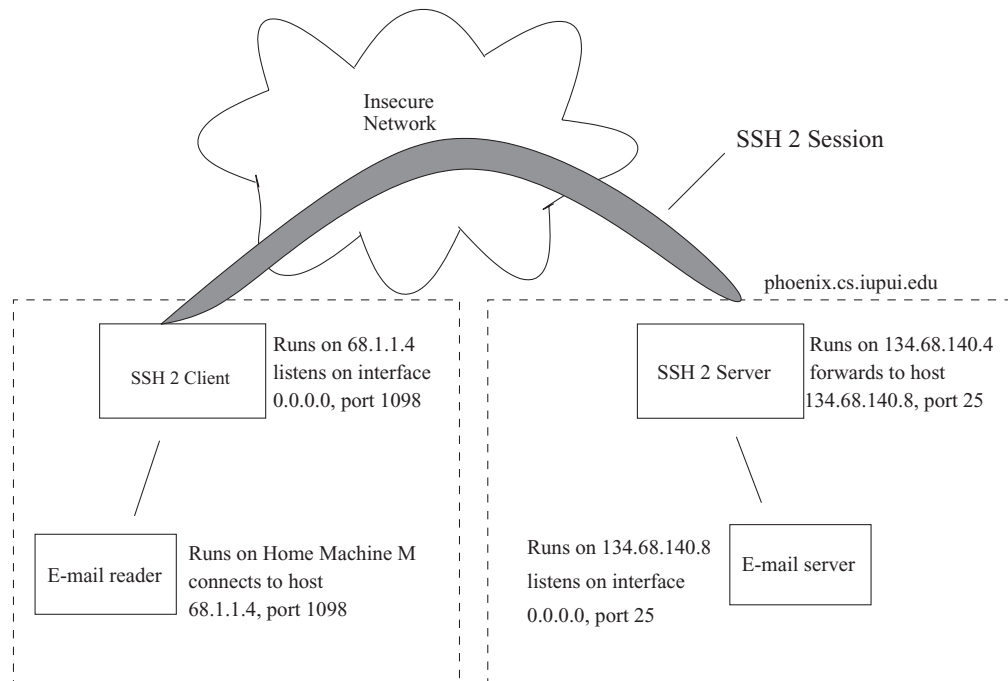 Insecure
Network
SSH 2 Session
phoenix.cs.iupui.edu
SSH 2 Client
Runs on 68.1.1.4
listens on interface
0.0.0.0, port 1098
SSH 2 Server
Runs on 134.68.140.4
forwards to host
134.68.140.8, port 25
E-mail reader
Runs on Home Machine M
connects to host
68.1.1.4, port 1098
Runs on 134.68.140.8
listens on interface
0.0.0.0, port 25
E-mail server